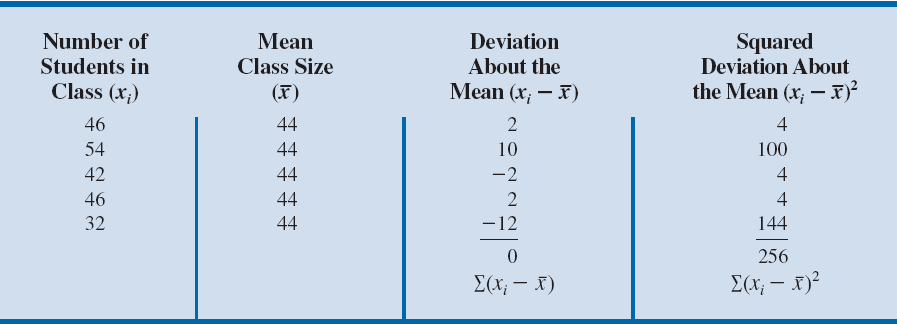 Number of Students in Class (xᵢ) Mean Class Size (x̄) Deviation About the Mean (xᵢ − x̄) Squared Deviation About the Mean (xᵢ − x̄)²
46 44 2 4
54 44 10 100
42 44 −2 4
46 44 2 4
32 44 −12 144
0 256
Σ(xᵢ − x̄) Σ(xᵢ − x̄)²